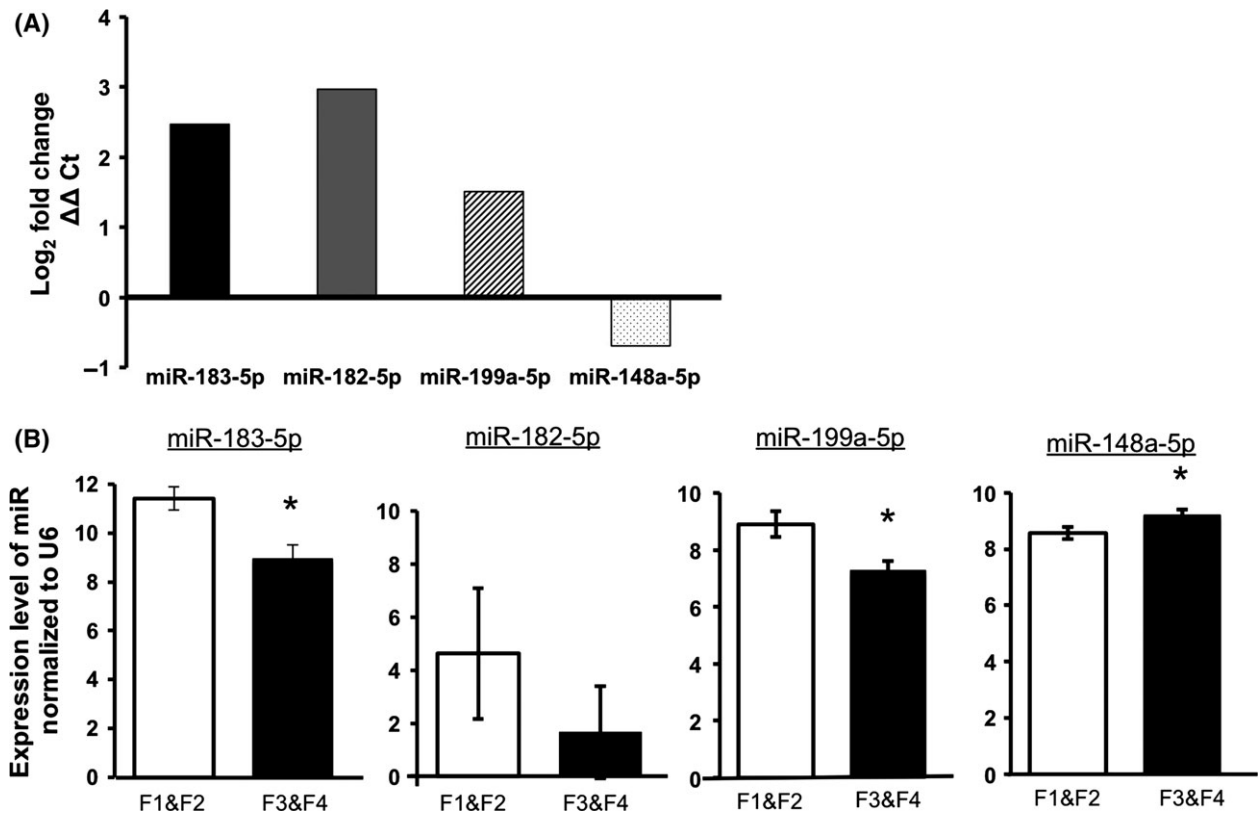 (A)
4
3
2
1
0
–1
Log₂ fold change
ΔΔ Ct
miR-183-5p miR-182-5p miR-199a-5p miR-148a-5p
(B)
miR-183-5p miR-182-5p miR-199a-5p miR-148a-5p
Expression level of miR
normalized to U6
12
10
8
6
4
2
0
*
F1&F2 F3&F4
10
8
6
4
2
0
F1&F2 F3&F4
10
8
6
4
2
0
*
F1&F2 F3&F4
10
8
6
4
2
0
*
F1&F2 F3&F4